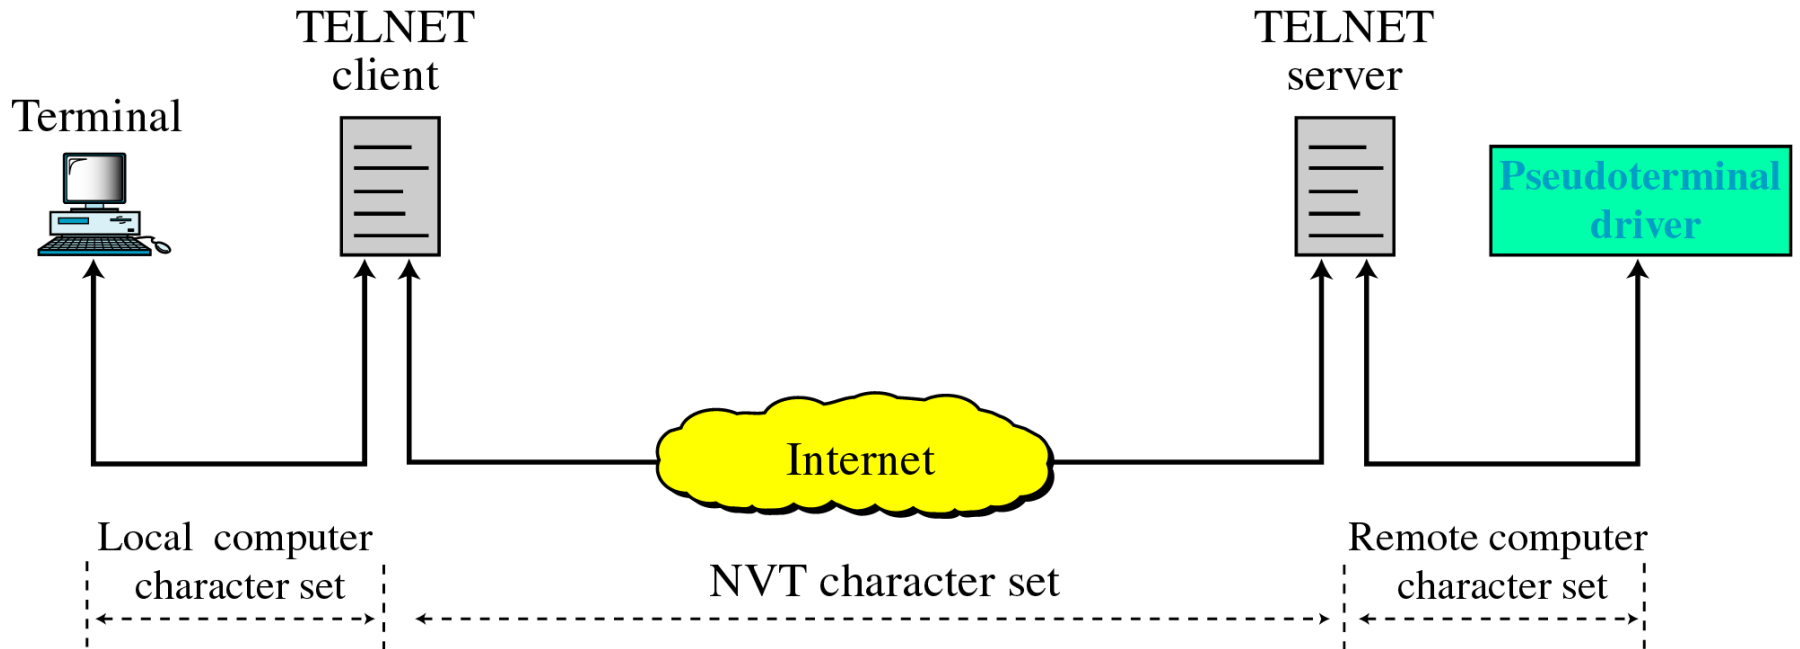 TELNET
client
TELNET
server
Terminal
Pseudoterminal
driver
Internet
Local computer
character set
NVT character set
Remote computer
character set